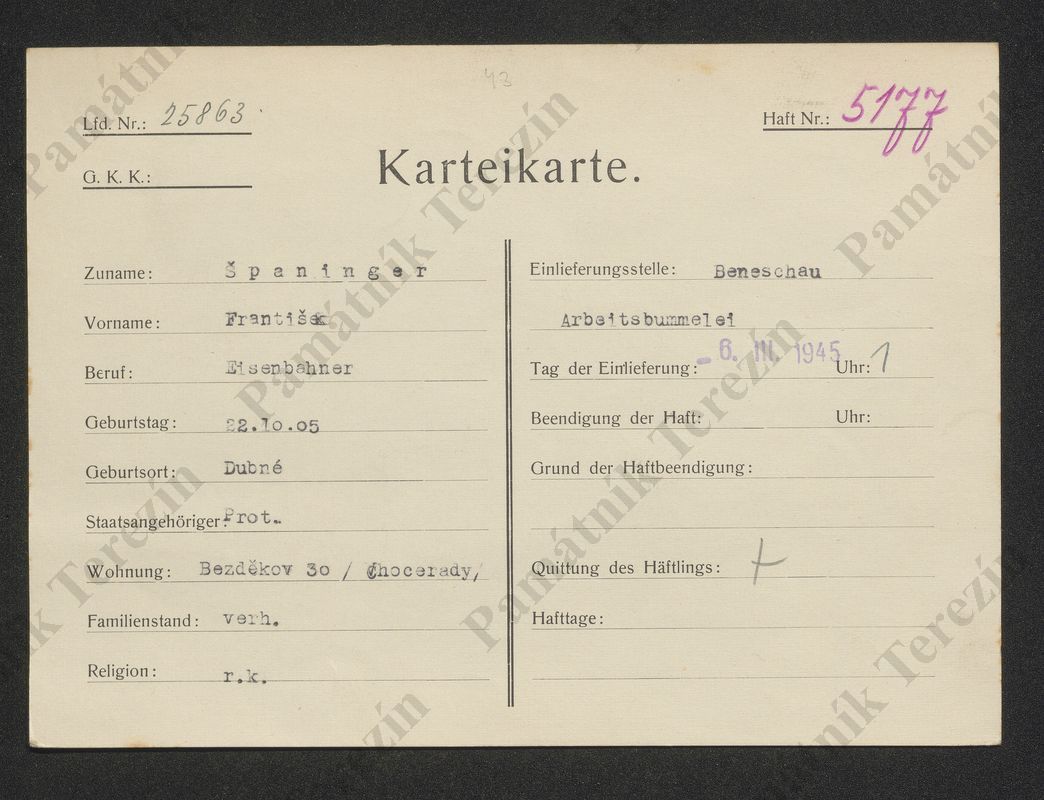 43
Lfd. Nr.: 25863
Haft Nr.: 5177
G. K. K.:
Karteikarte.
Zuname: Španinger
Vorname: František
Beruf: Eisenbahner
Geburtstag: 22.10.05
Geburtsort: Dubné
Staatsangehöriger: Prot.
Wohnung: Bezděkov 30 / Chocerady/
Familienstand: verh.
Religion: r.k.
Einlieferungsstelle: Beneschau
Arbeitsbummelei
Tag der Einlieferung: - 6. III. 1945 Uhr: 1
Beendigung der Haft: Uhr:
Grund der Haftbeendigung:
Quittung des Häftlings: +
Hafttage:
Památník Terezín